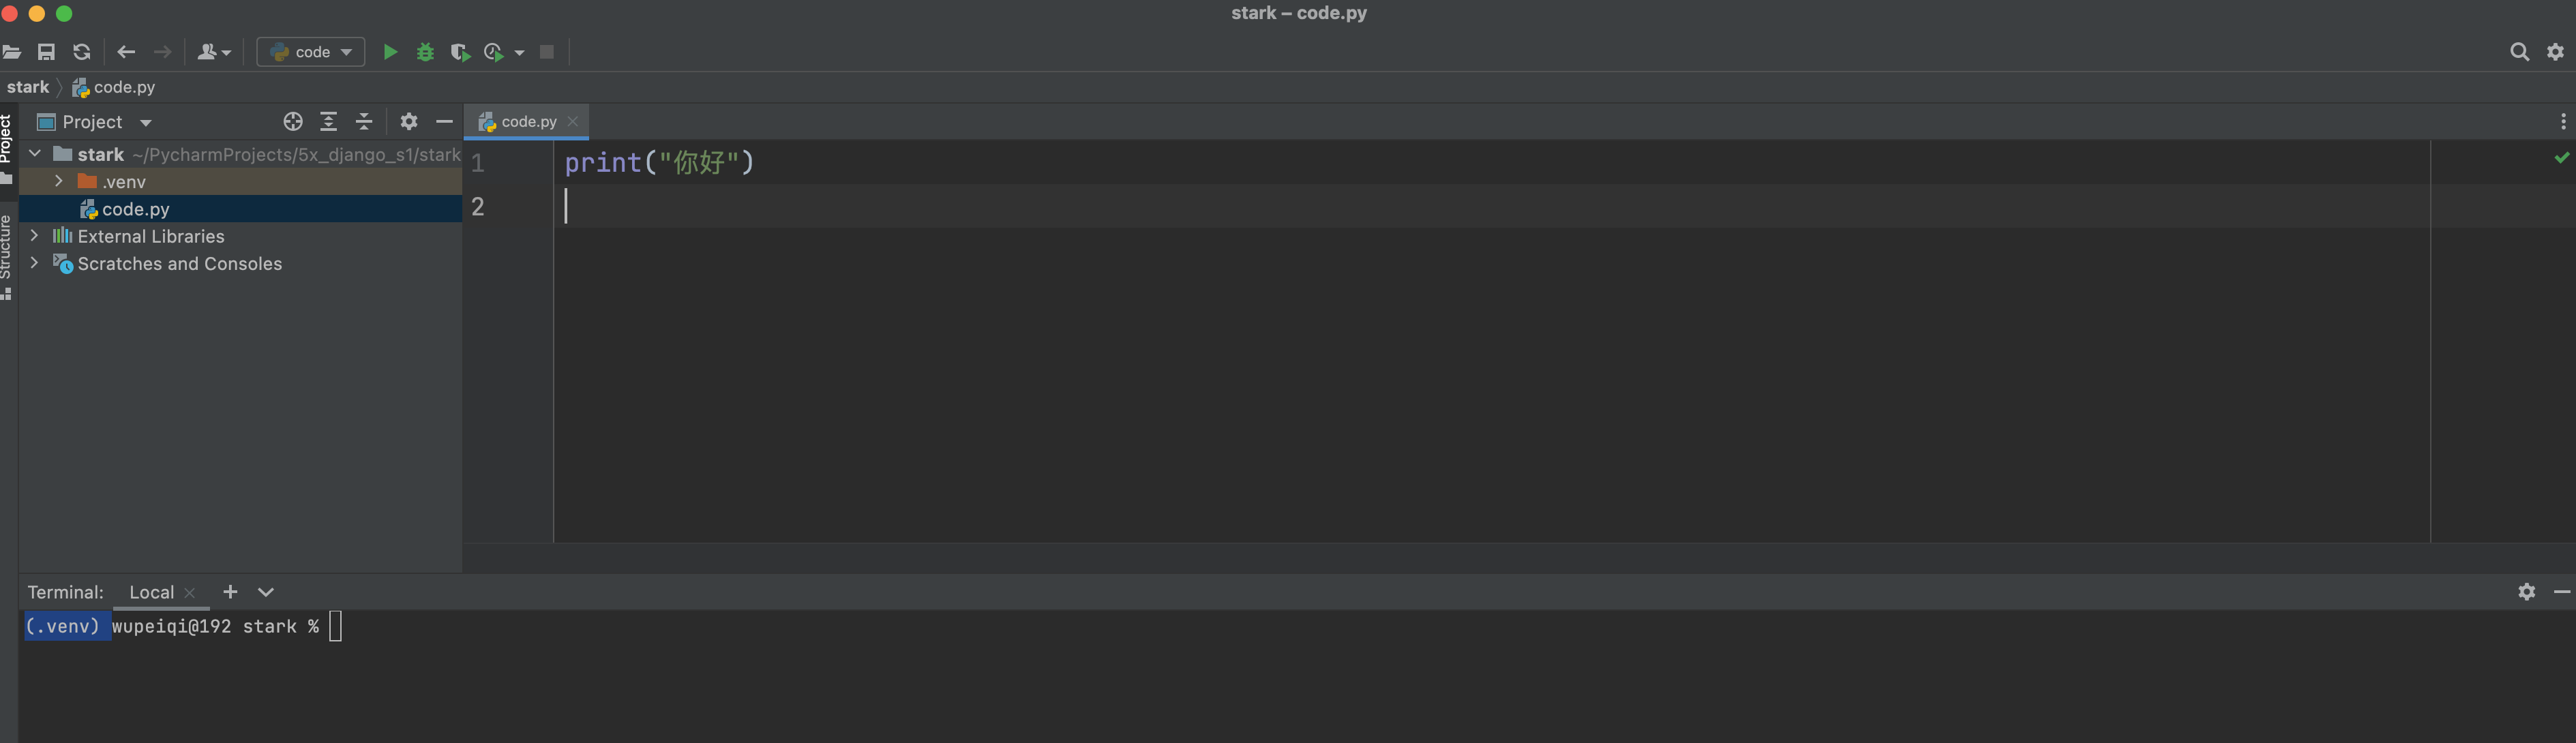 stark – code.py
code
stark
code.py
Project
Project
code.py
stark ~/PycharmProjects/5x_django_s1/stark
1
print("你好")
.venv
code.py
2
Structure
External Libraries
Scratches and Consoles
Terminal:
Local
(.venv) wupeiqi@192 stark %